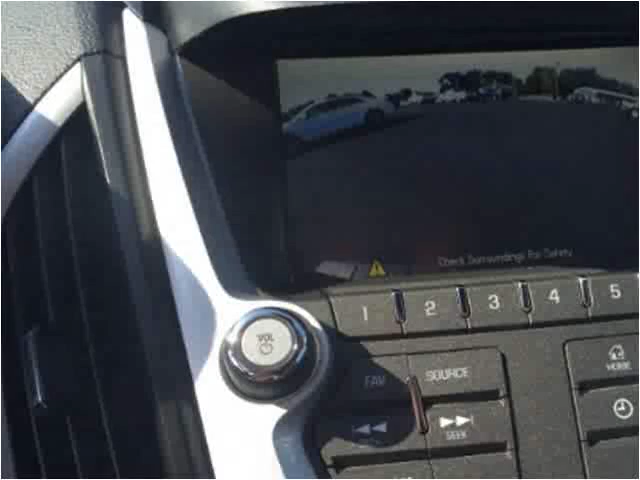 Check Surroundings For Safety
1 2 3 4 5
VOL
FAV SOURCE
HOME
SEEK